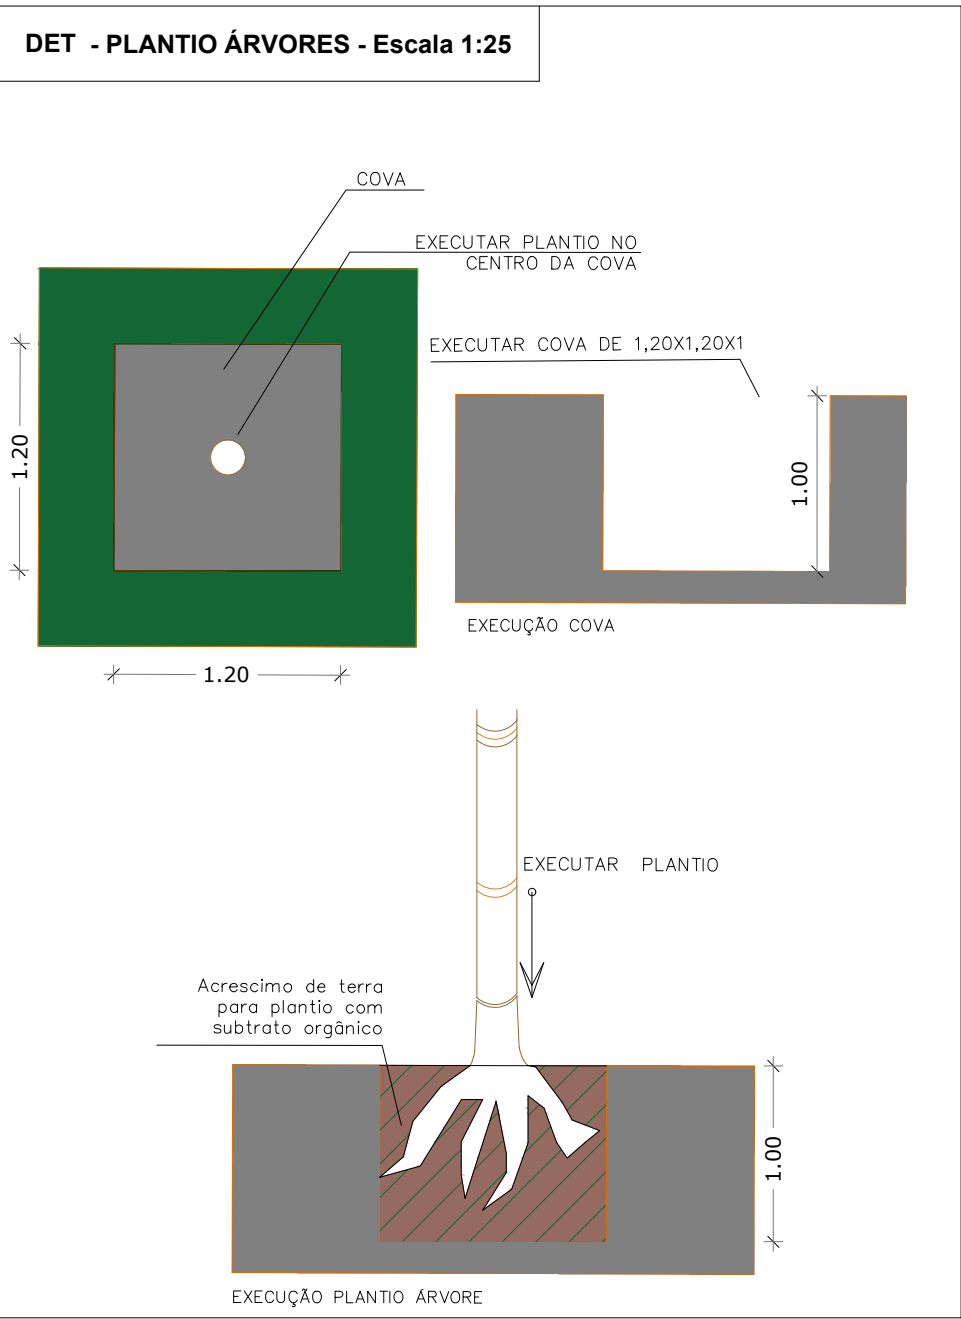 DET - PLANTIO ÁRVORES - Escala 1:25
COVA
EXECUTAR PLANTIO NO
CENTRO DA COVA
EXECUTAR COVA DE 1,20X1,20X1
1.20
1.00
EXECUÇÃO COVA
1.20
EXECUTAR PLANTIO
Acrescimo de terra
para plantio com
subtrato orgânico
1.00
EXECUÇÃO PLANTIO ÁRVORE